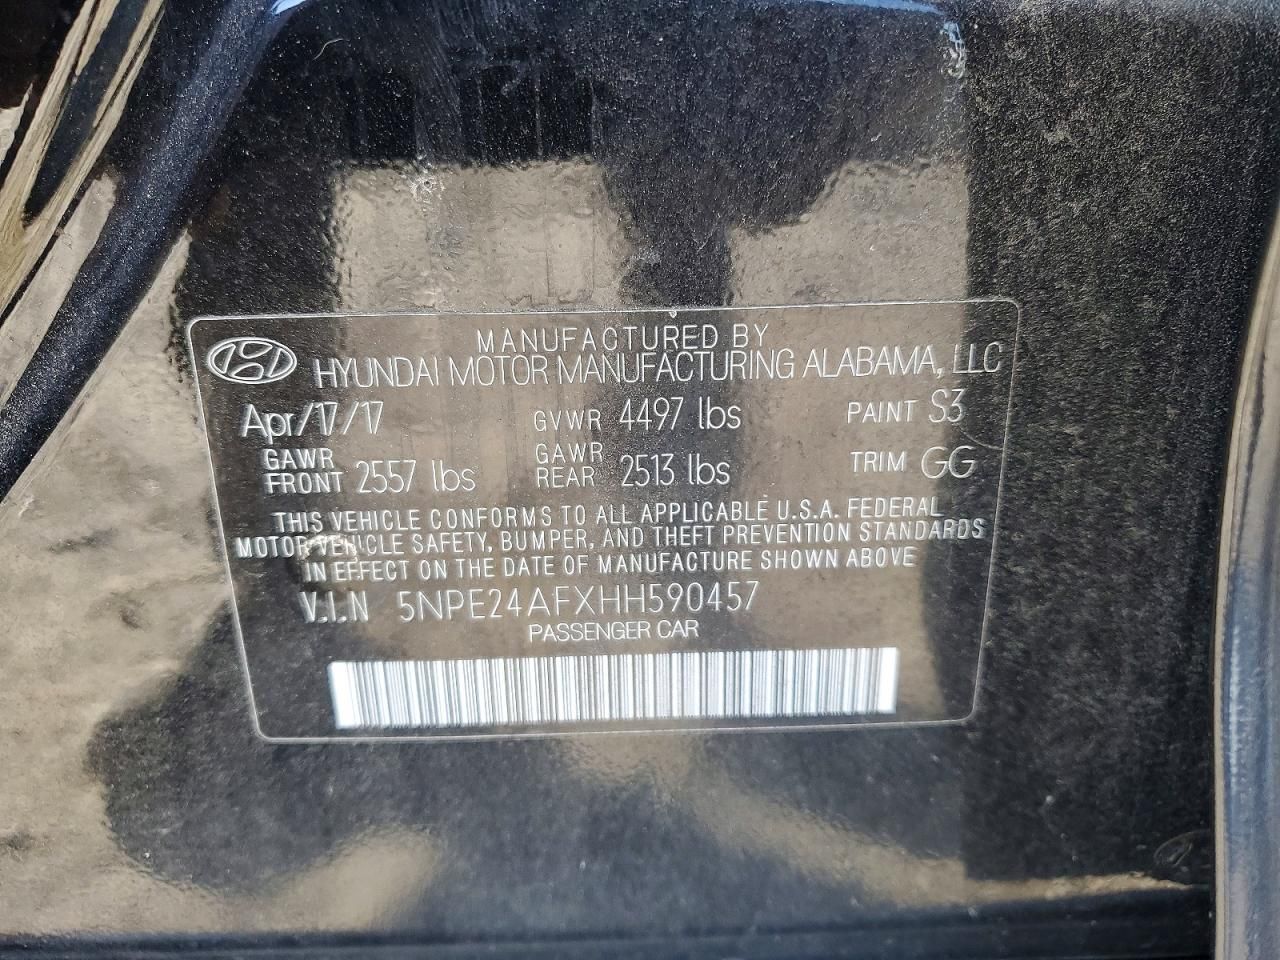 MANUFACTURED BY
HYUNDAI MOTOR MANUFACTURING ALABAMA, LLC
Apr/17/17 GVWR 4497 lbs PAINT S3
GAWR FRONT 2557 lbs GAWR REAR 2513 lbs TRIM GG
THIS VEHICLE CONFORMS TO ALL APPLICABLE U.S.A. FEDERAL
MOTOR VEHICLE SAFETY, BUMPER, AND THEFT PREVENTION STANDARDS
IN EFFECT ON THE DATE OF MANUFACTURE SHOWN ABOVE
V.I.N 5NPE24AFXHH590457
PASSENGER CAR